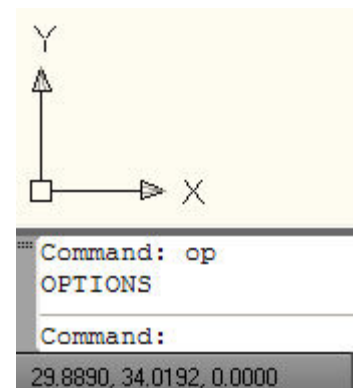 Y
X
Command: op
OPTIONS
Command:
29.8890, 34.0192, 0.0000